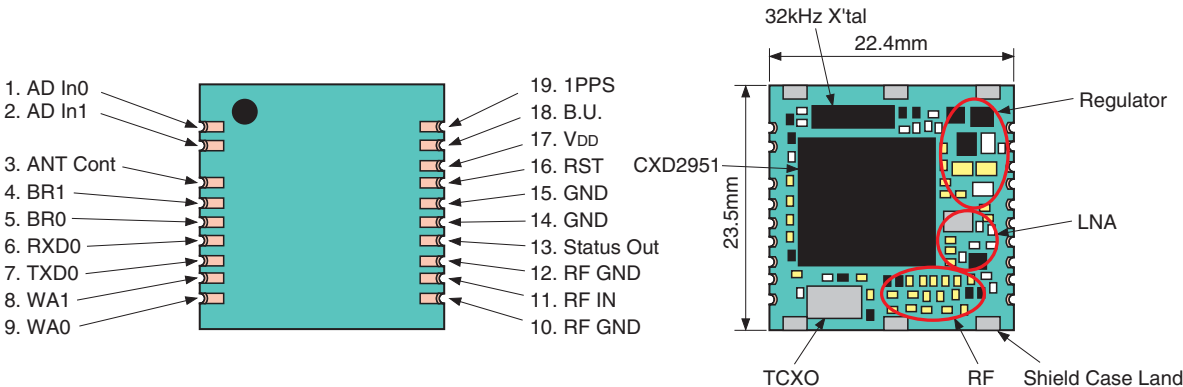 1. AD In0
2. AD In1
3. ANT Cont
4. BR1
5. BR0
6. RXD0
7. TXD0
8. WA1
9. WA0
19. 1PPS
18. B.U.
17. VDD
16. RST
15. GND
14. GND
13. Status Out
12. RF GND
11. RF IN
10. RF GND
32kHz X'tal
22.4mm
Regulator
CXD2951
23.5mm
LNA
TCXO
RF
Shield Case Land